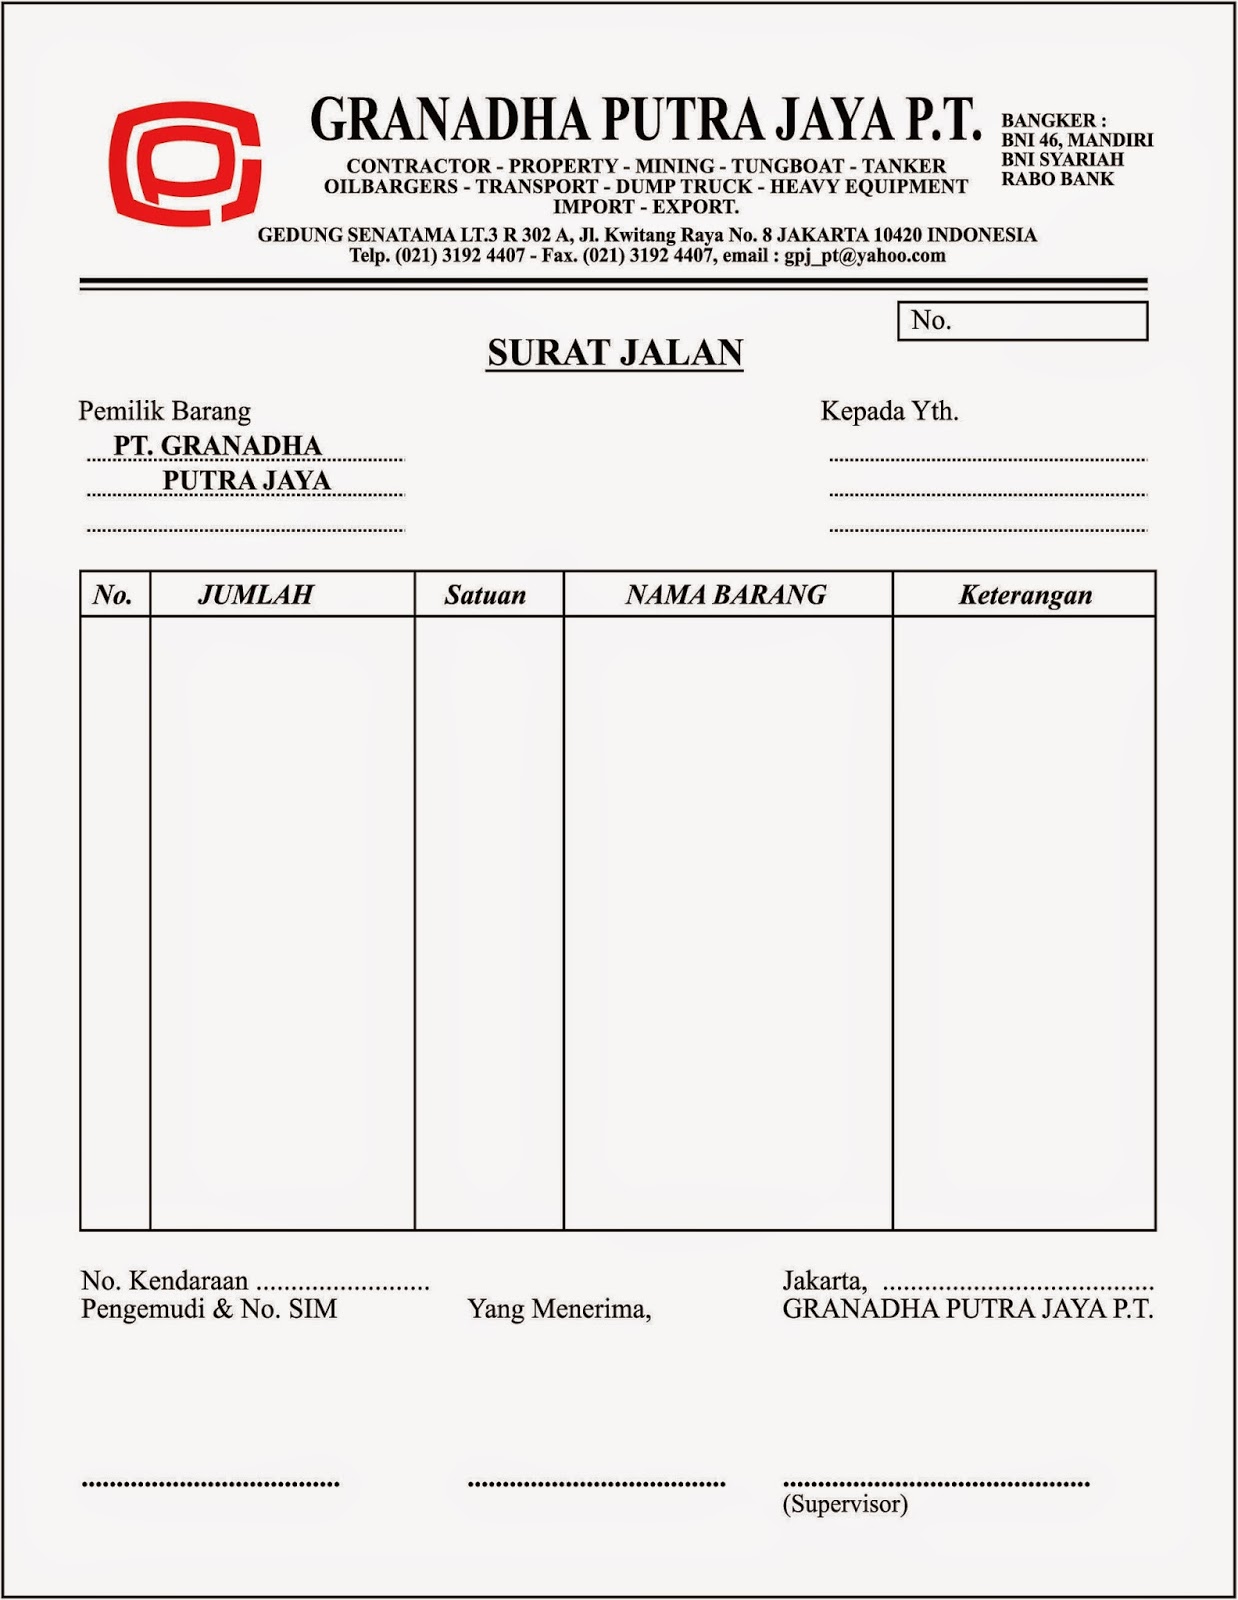 GRANADHA PUTRA JAYA P.T.
CONTRACTOR - PROPERTY - MINING - TUNGBOAT - TANKER
OILBARGERS - TRANSPORT - DUMP TRUCK - HEAVY EQUIPMENT
IMPORT - EXPORT.
BANGKER :
BNI 46, MANDIRI
BNI SYARIAH
RABO BANK
GEDUNG SENATAMA LT.3 R 302 A, Jl. Kwitang Raya No. 8 JAKARTA 10420 INDONESIA
Telp. (021) 3192 4407 - Fax. (021) 3192 4407, email : gpj_pt@yahoo.com
No.
SURAT JALAN
Pemilik Barang
PT. GRANADHA
PUTRA JAYA
Kepada Yth.
No. JUMLAH Satuan NAMA BARANG Keterangan
No. Kendaraan ..........................
Pengemudi & No. SIM
Yang Menerima,
Jakarta, .........................................
GRANADHA PUTRA JAYA P.T.
(Supervisor)